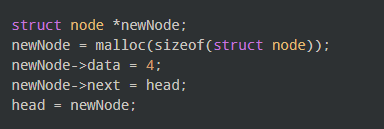 struct node *newNode;
newNode = malloc(sizeof(struct node));
newNode->data = 4;
newNode->next = head;
head = newNode;